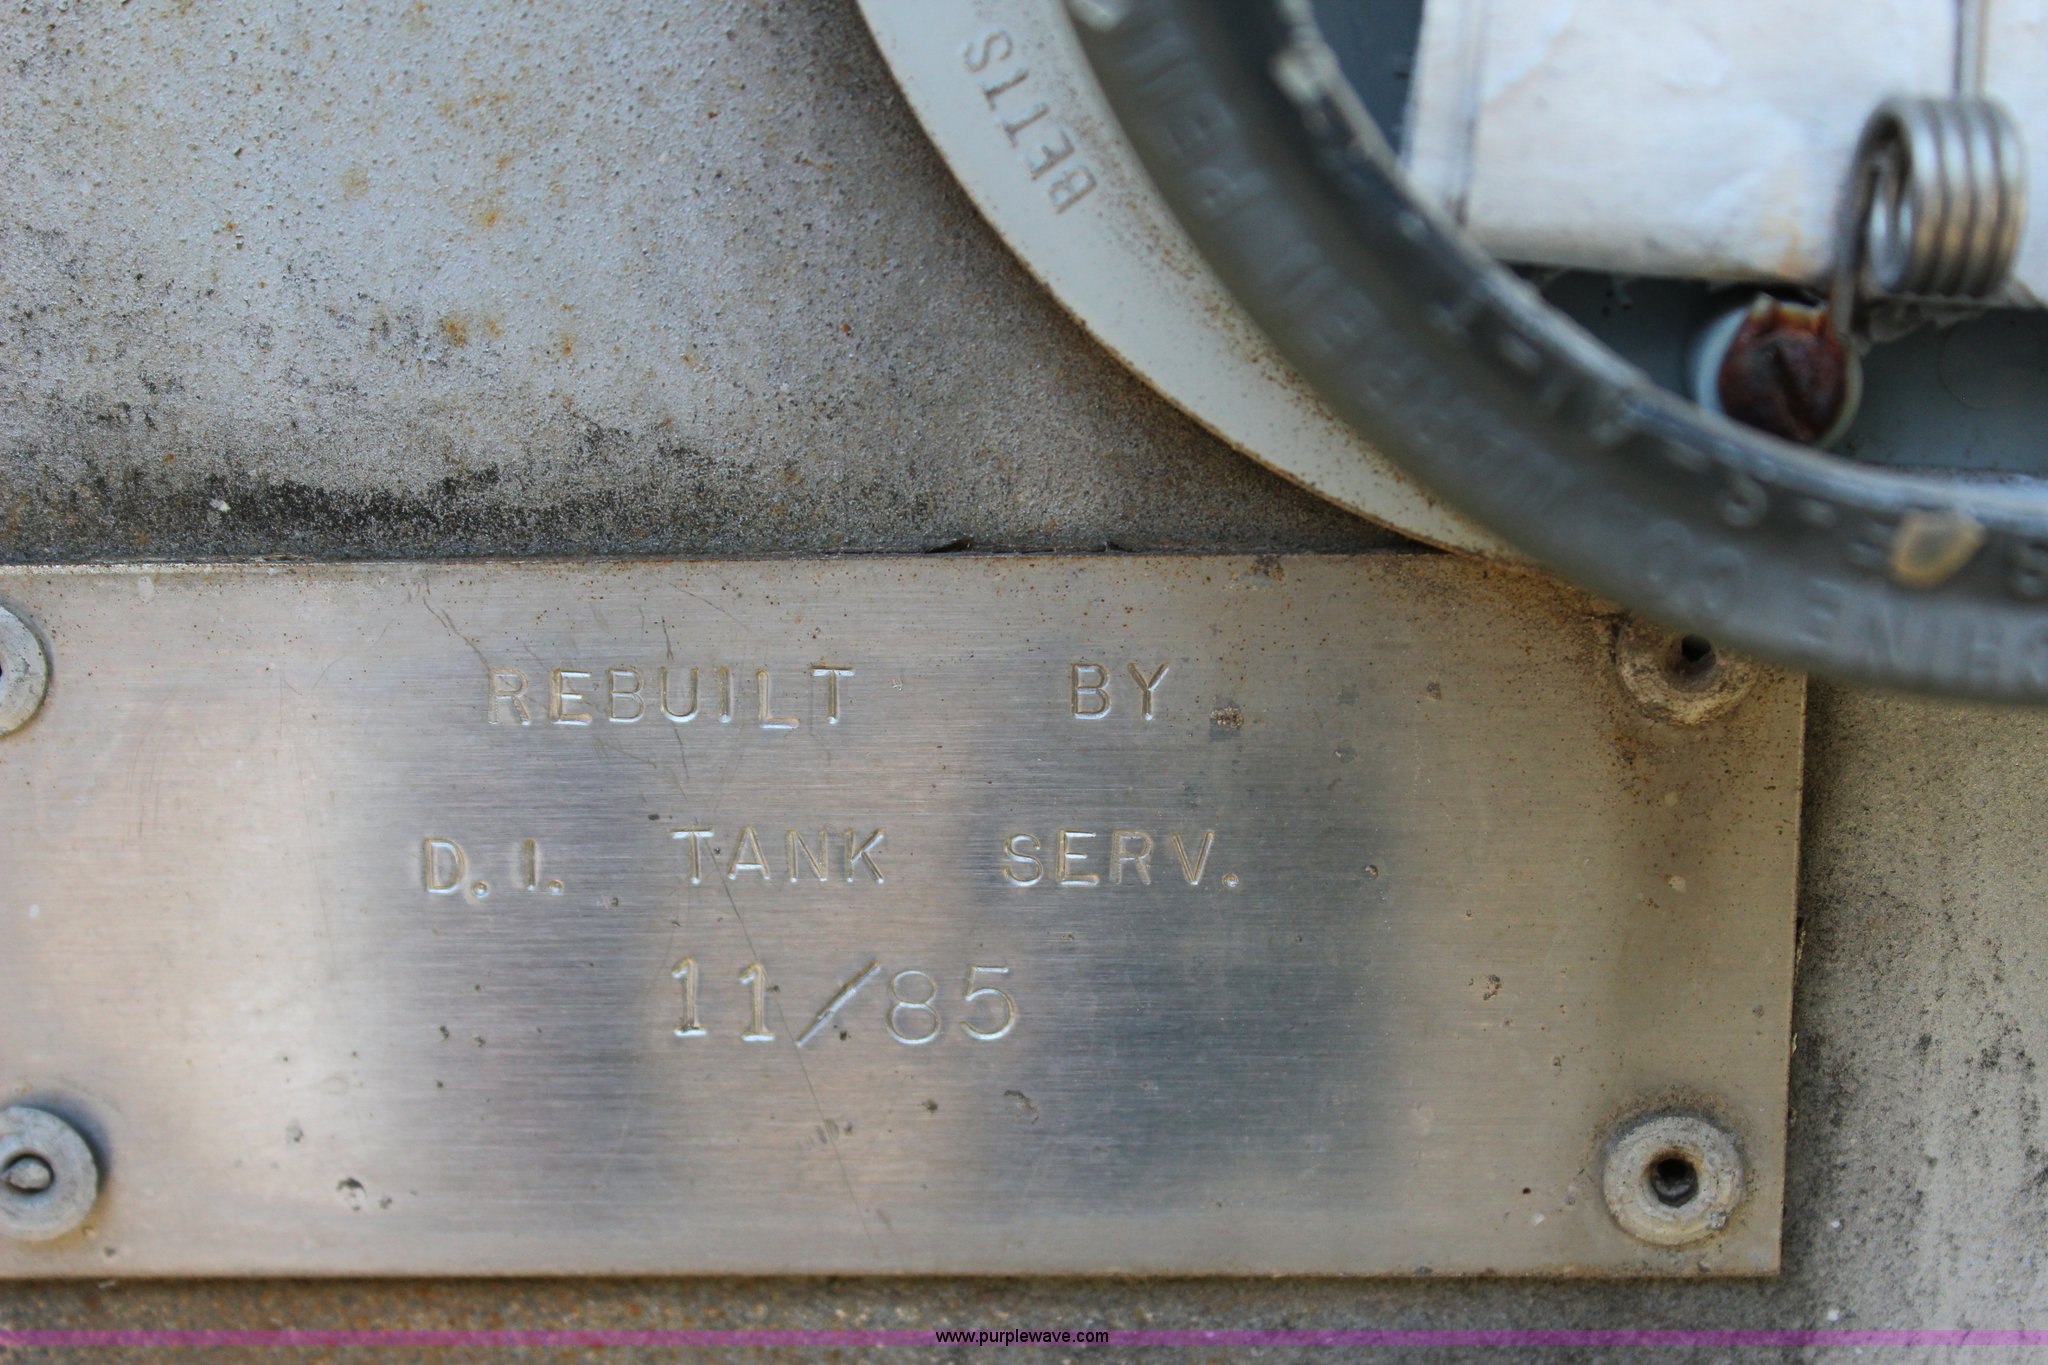 BETTS
REBUILT BY
D.I. TANK SERV.
11/85
www.purplewave.com